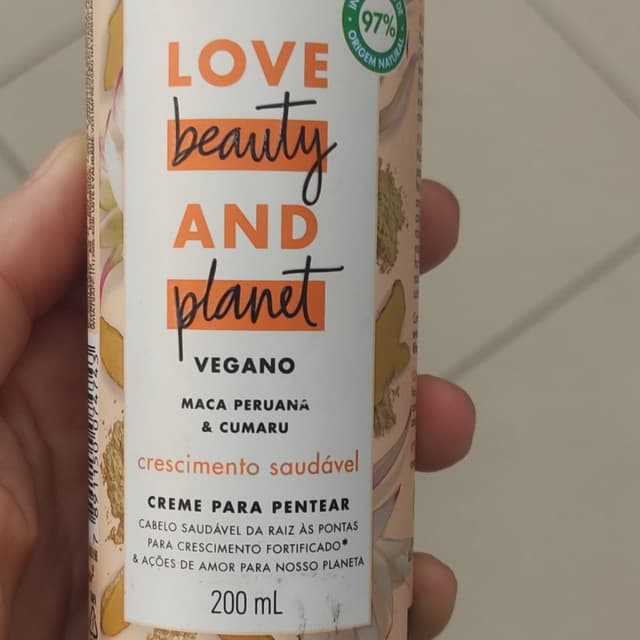 97%
ORIGEM NATURAL
LOVE
beauty
AND
planet
VEGANO
MACA PERUANA
& CUMARU
crescimento saudável
CREME PARA PENTEAR
CABELO SAUDÁVEL DA RAIZ ÀS PONTAS
PARA CRESCIMENTO FORTIFICADO*
& AÇÕES DE AMOR PARA NOSSO PLANETA
200 mL